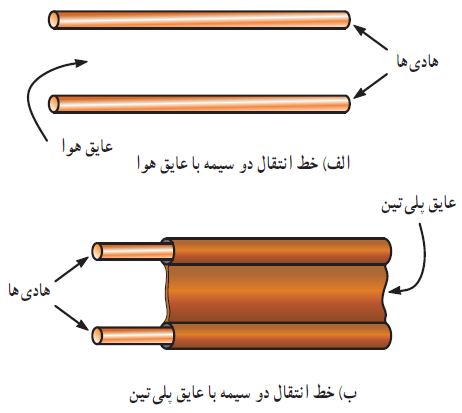 هادی‌ها
عایق هوا
الف) خط انتقال دو سیمه با عایق هوا
عایق پلی‌تین
هادی‌ها
ب) خط انتقال دو سیمه با عایق پلی‌تین